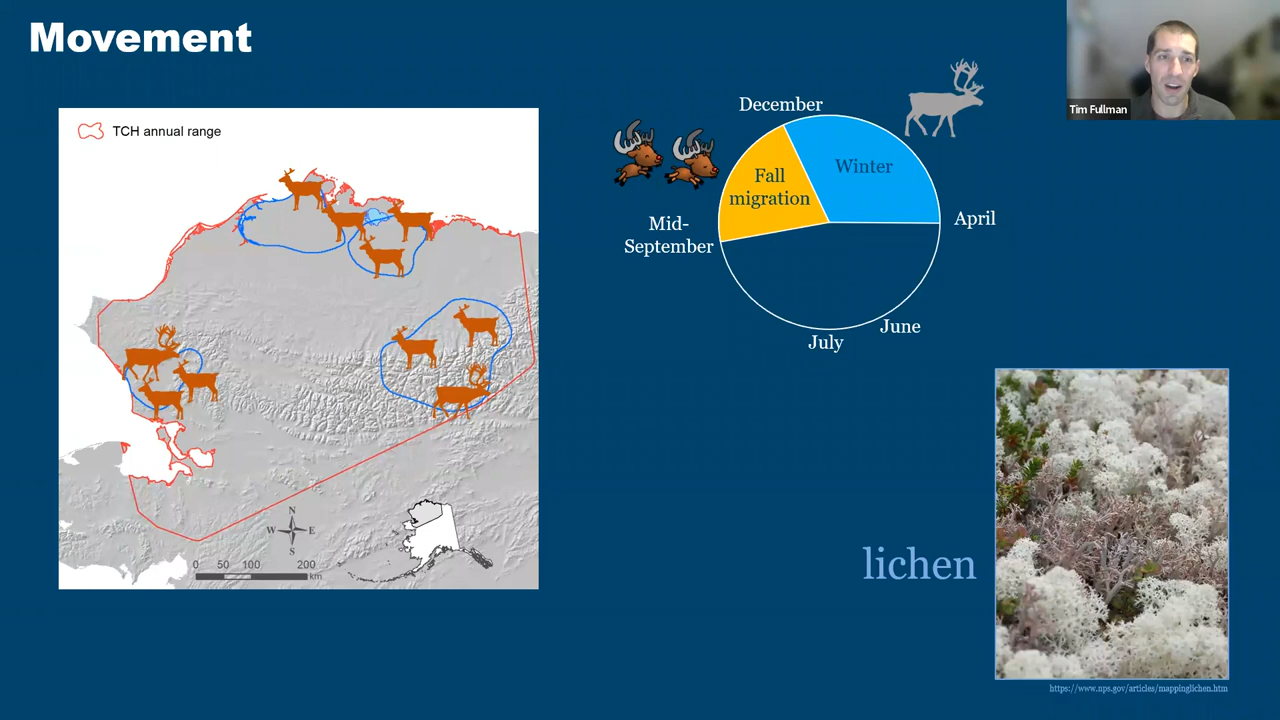 Movement
Tim Fullman
TCH annual range
December
Winter
Fall
migration
Mid-
September
April
June
July
N
W
E
S
0 50 100 200
km
lichen
https://www.nps.gov/articles/mappinglichen.htm